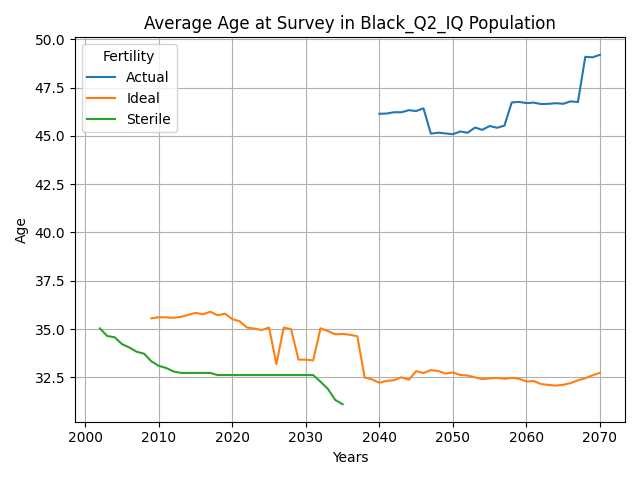 Average Age at Survey in Black_Q2_IQ Population
Fertility
Actual
Ideal
Sterile
Age
50.0
47.5
45.0
42.5
40.0
37.5
35.0
32.5
2000 2010 2020 2030 2040 2050 2060 2070
Years